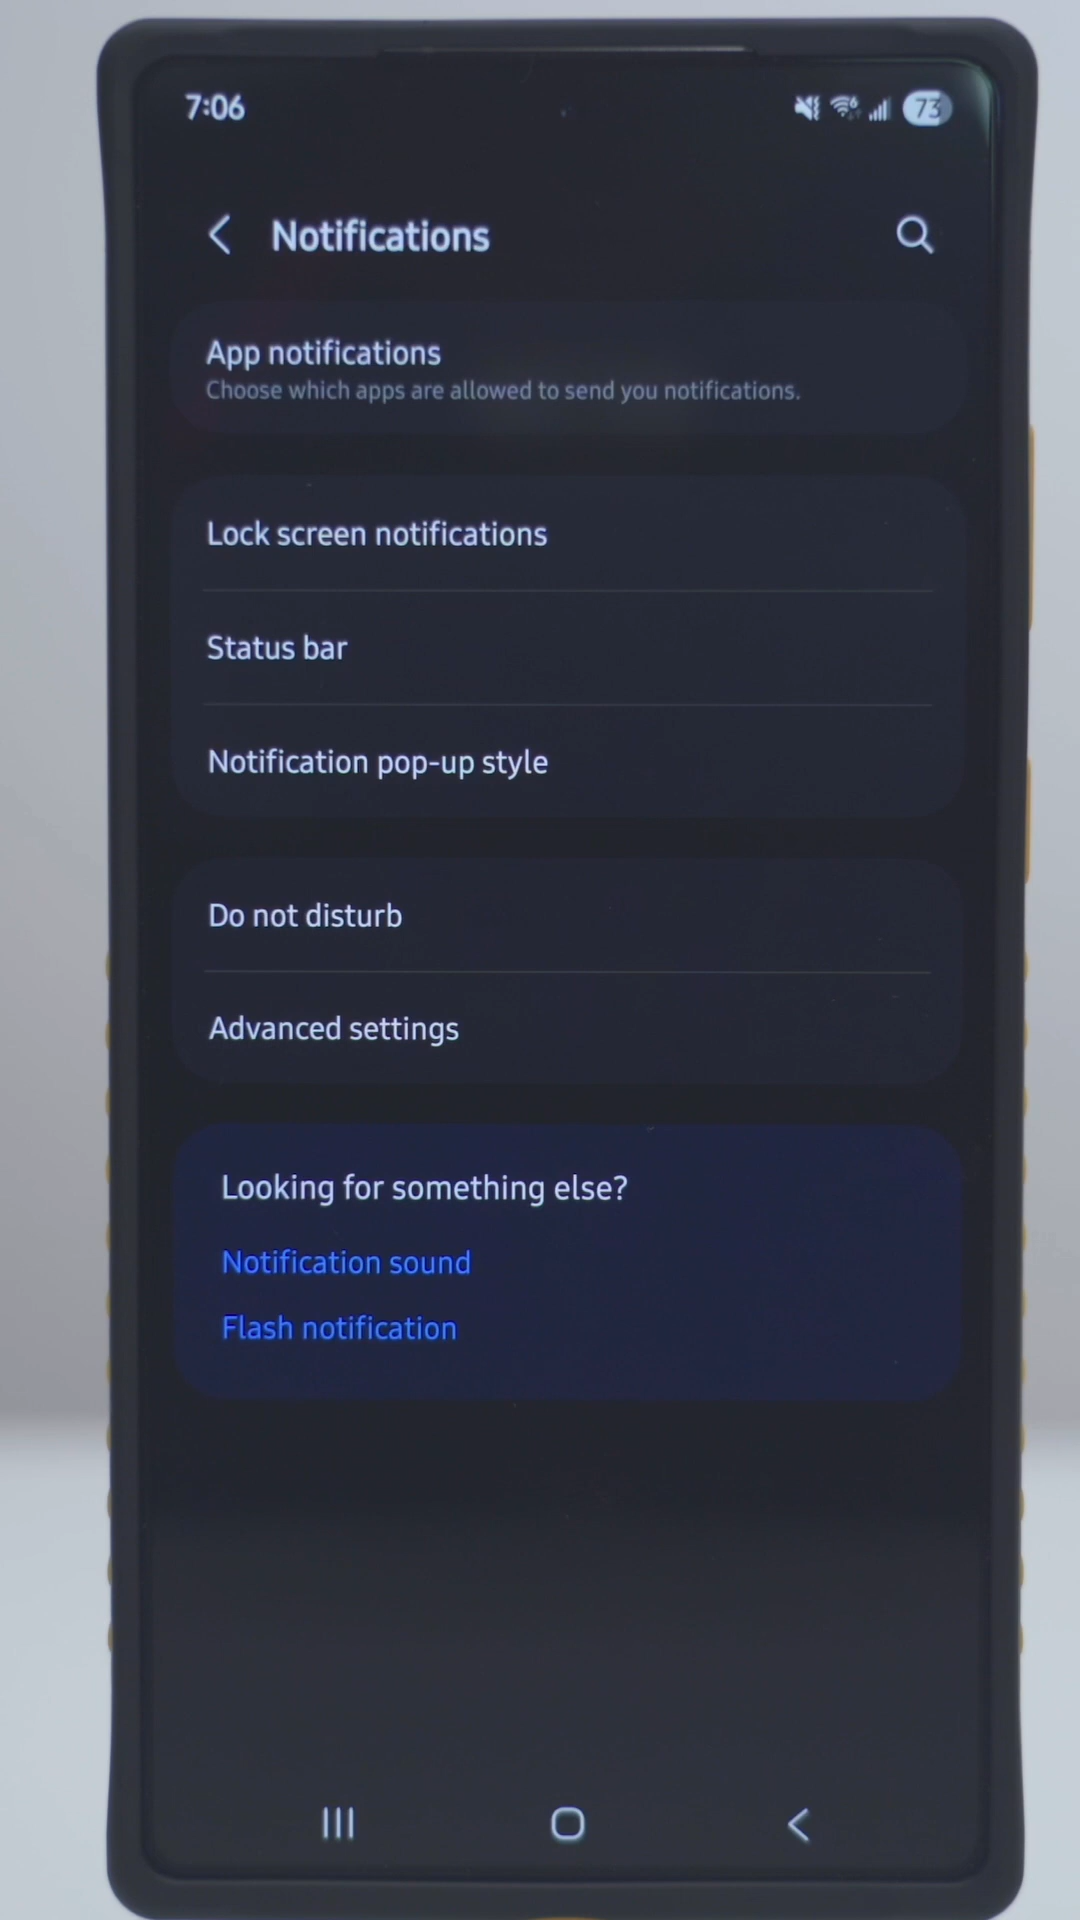 7:06
73
Notifications
App notifications
Choose which apps are allowed to send you notifications.
Lock screen notifications
Status bar
Notification pop-up style
Do not disturb
Advanced settings
Looking for something else?
Notification sound
Flash notification